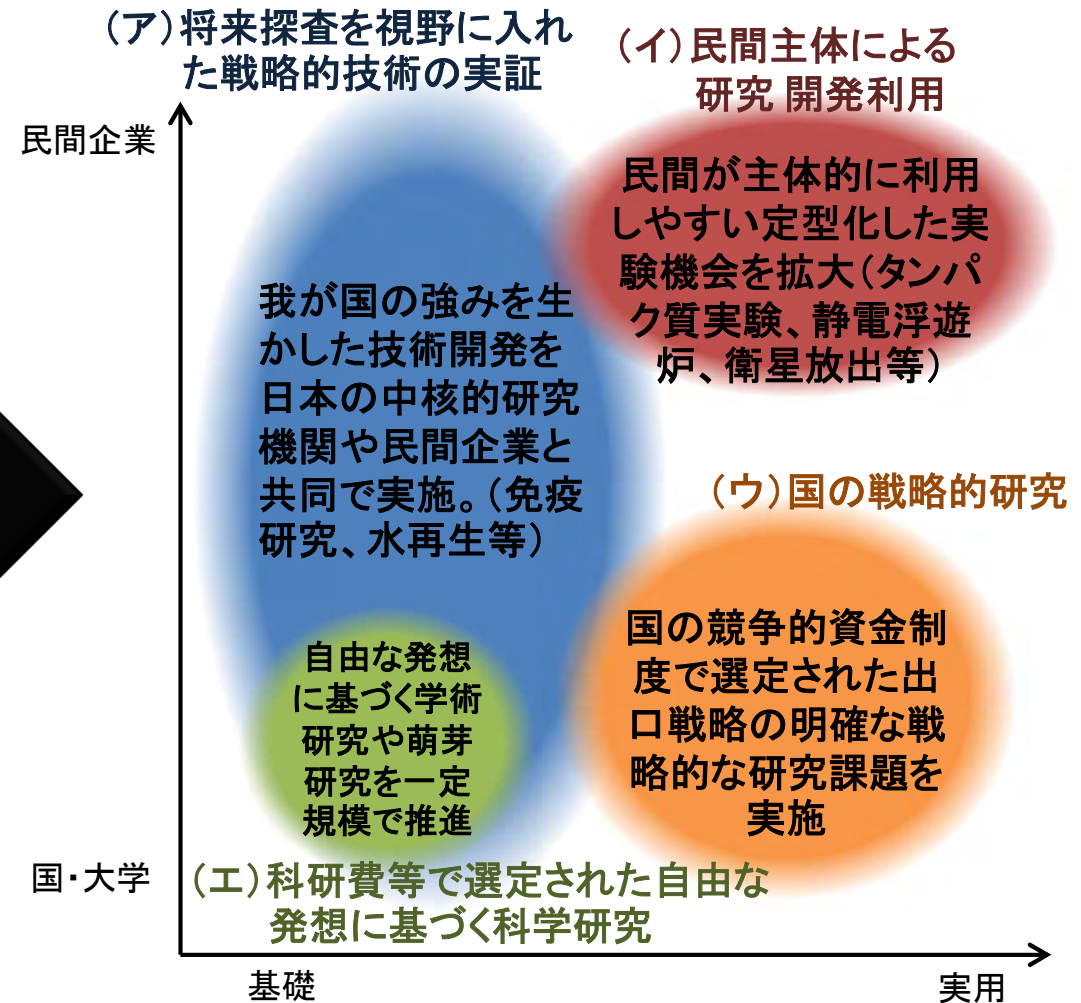 （ア）将来探査を視野に入れ
た戦略的技術の実証
（イ）民間主体による
研究 開発利用
民間企業
民間が主体的に利用
しやすい定型化した実
験機会を拡大（タンパ
ク質実験、静電浮遊
炉、衛星放出等）
我が国の強みを生
かした技術開発を
日本の中核的研究
機関や民間企業と
共同で実施。（免疫
研究、水再生等）
（ウ）国の戦略的研究
国の競争的資金制
度で選定された出
口戦略の明確な戦
略的な研究課題を
実施
自由な発想
に基づく学術
研究や萌芽
研究を一定
規模で推進
国・大学
（エ）科研費等で選定された自由な
発想に基づく科学研究
基礎
実用